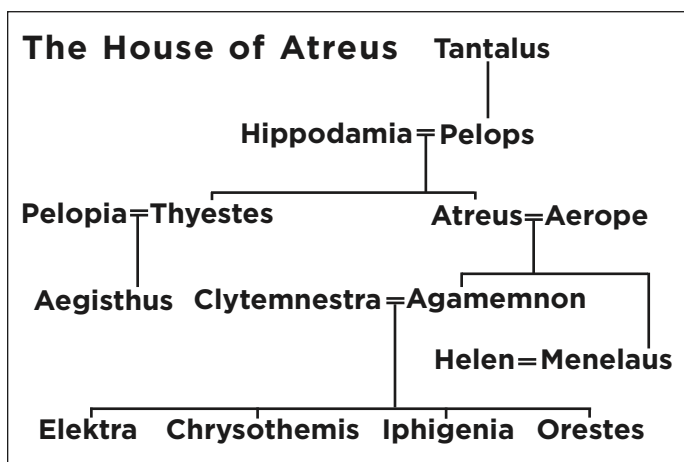 The House of Atreus Tantalus
Hippodamia = Pelops
Pelopia = Thyestes Atreus = Aerope
Aegisthus Clytemnestra = Agamemnon
Helen = Menelaus
Elektra Chrysothemis Iphigenia Orestes